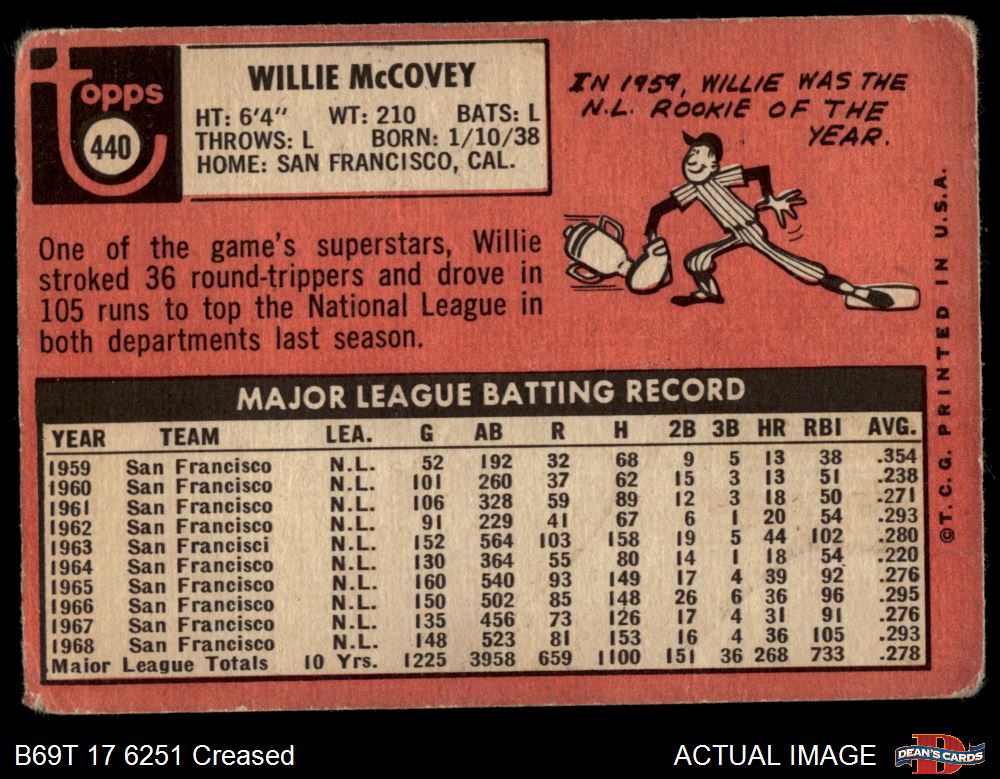 Topps
440
WILLIE McCOVEY
HT: 6'4" WT: 210 BATS: L
THROWS: L BORN: 1/10/38
HOME: SAN FRANCISCO, CAL.
IN 1959, WILLIE WAS THE
N.L. ROOKIE OF THE
YEAR.
One of the game's superstars, Willie
stroked 36 round-trippers and drove in
105 runs to top the National League in
both departments last season.
MAJOR LEAGUE BATTING RECORD
YEAR TEAM LEA. G AB R H 2B 3B HR RBI AVG.
1959 San Francisco N.L. 52 192 32 68 9 5 13 38 .354
1960 San Francisco N.L. 101 260 37 62 15 3 13 51 .238
1961 San Francisco N.L. 106 328 59 89 12 3 18 50 .271
1962 San Francisco N.L. 91 229 41 67 6 1 20 54 .293
1963 San Francisci N.L. 152 564 103 158 19 5 44 102 .280
1964 San Francisco N.L. 130 364 55 80 14 1 18 54 .220
1965 San Francisco N.L. 160 540 93 149 17 4 39 92 .276
1966 San Francisco N.L. 150 502 85 148 26 6 36 96 .295
1967 San Francisco N.L. 135 456 73 126 17 4 31 91 .276
1968 San Francisco N.L. 148 523 81 153 16 4 36 105 .293
Major League Totals 10 Yrs. 1225 3958 659 1100 151 36 268 733 .278
©T.C.G. PRINTED IN U.S.A.
B69T 17 6251 Creased
ACTUAL IMAGE
D
DEAN'S CARDS